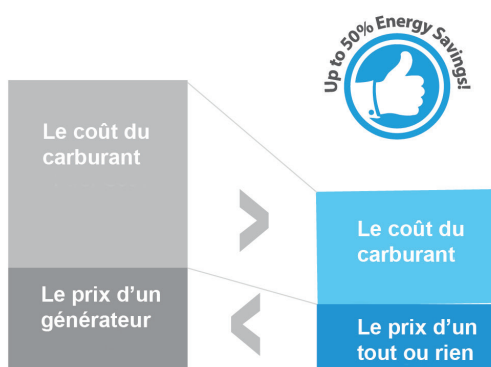 Up to 50% Energy Savings!
Le coût du
carburant
Le prix d'un
générateur
>
<
Le coût du
carburant
Le prix d'un
tout ou rien